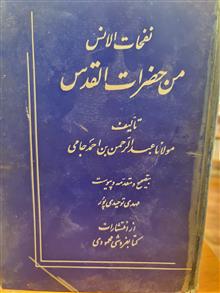 نفحات الانس
من حضرات القدس
تألیف
مولانا عبدالرحمن بن احمد جامی
بتصحیح و مقدمه و پیوست
مهدی توحیدی پور
از انتشارات
کتابفروشی محمودی